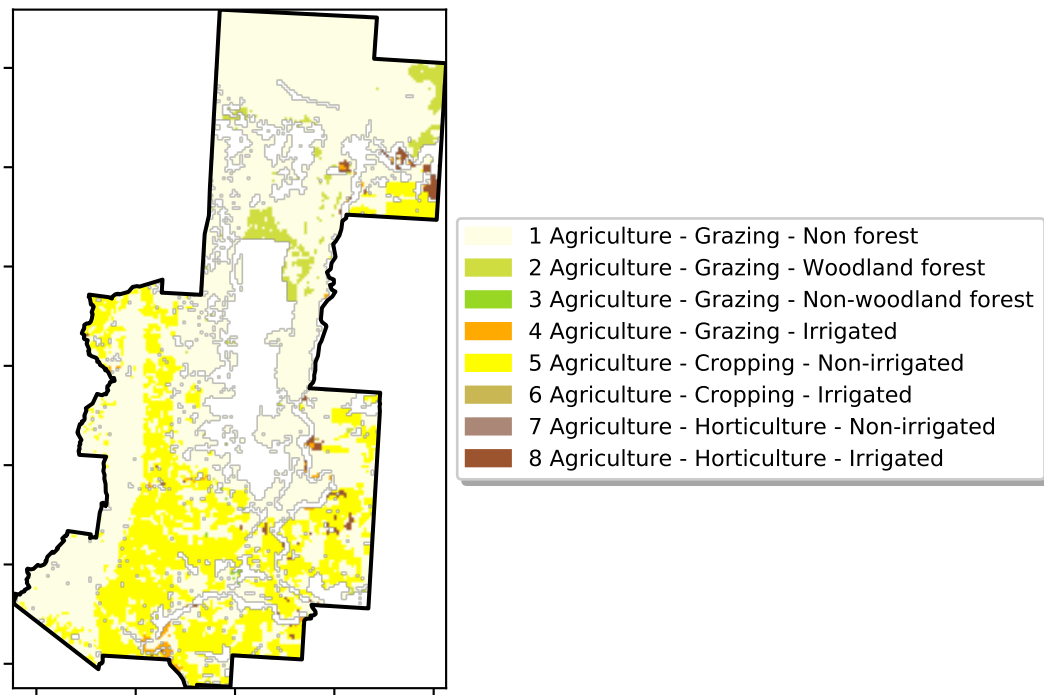 1 Agriculture - Grazing - Non forest
2 Agriculture - Grazing - Woodland forest
3 Agriculture - Grazing - Non-woodland forest
4 Agriculture - Grazing - Irrigated
5 Agriculture - Cropping - Non-irrigated
6 Agriculture - Cropping - Irrigated
7 Agriculture - Horticulture - Non-irrigated
8 Agriculture - Horticulture - Irrigated